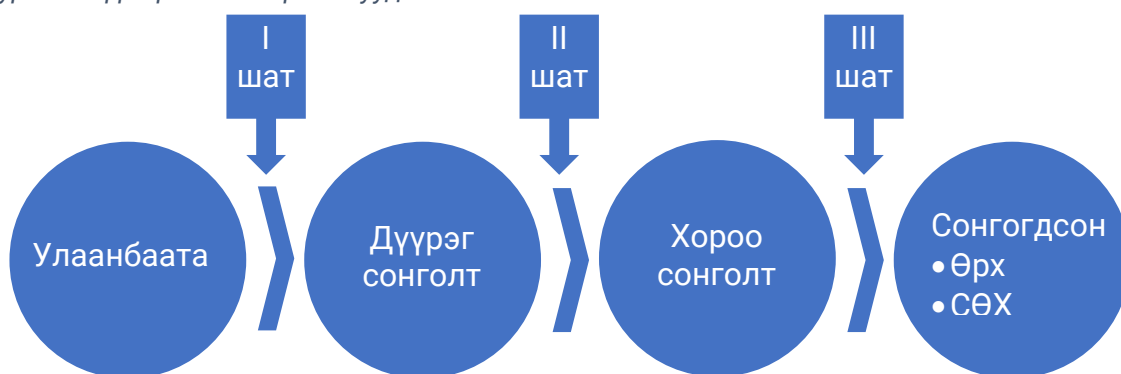 I
шат
II
шат
III
шат
Улаанбаата
Дүүрэг
сонголт
Хороо
сонголт
Сонгогдсон
• Өрх
• СӨХ